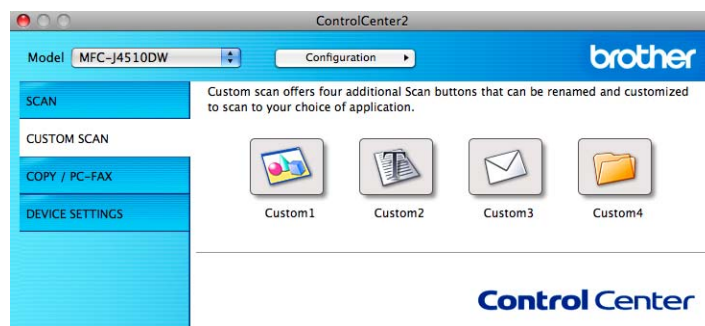 ControlCenter2
Model MFC-J4510DW Configuration brother
SCAN
CUSTOM SCAN
COPY / PC-FAX
DEVICE SETTINGS
Custom scan offers four additional Scan buttons that can be renamed and customized
to scan to your choice of application.
Custom1 Custom2 Custom3 Custom4
Control Center